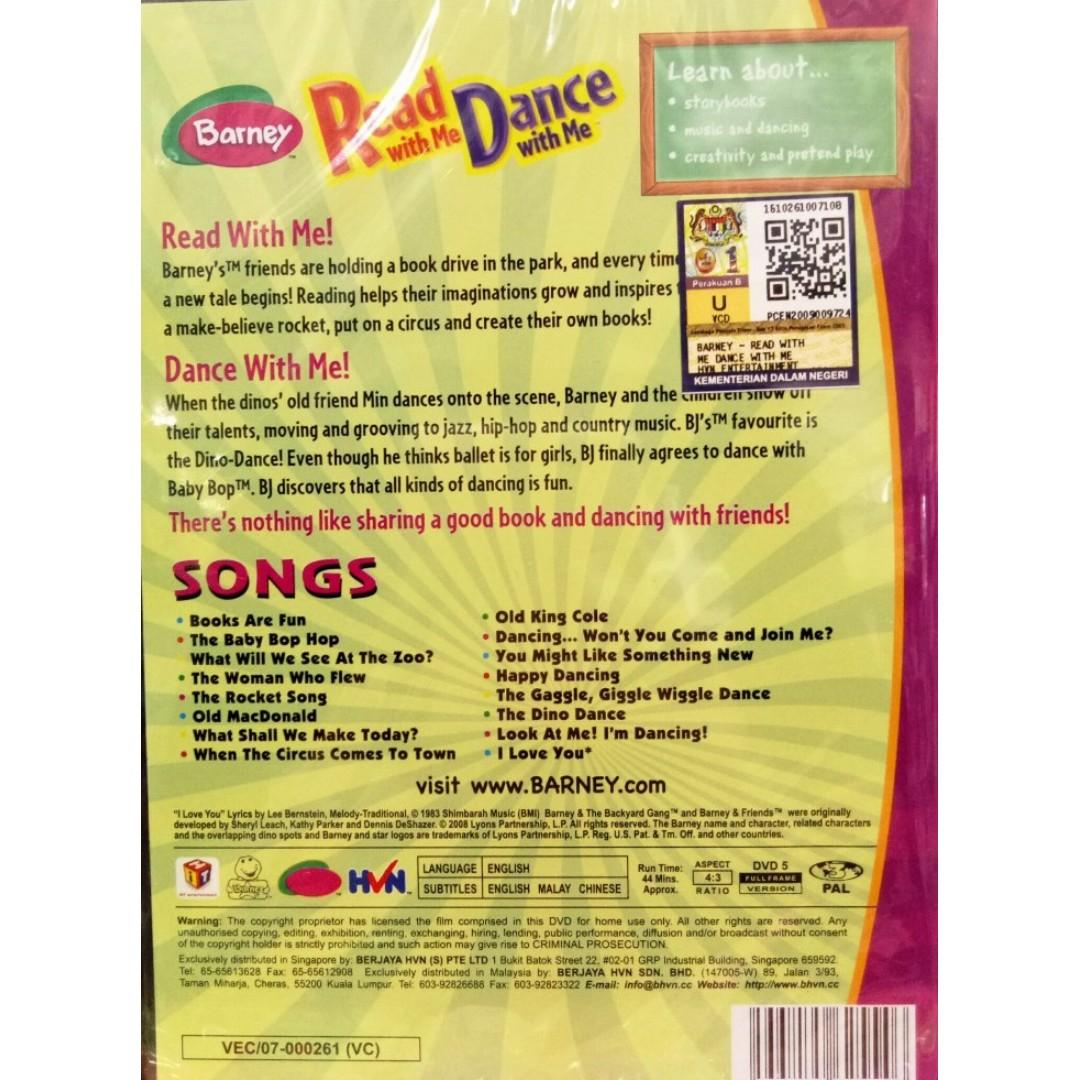 Barney™
Read with Me Dance with Me™
Learn about...
• storybooks
• music and dancing
• creativity and pretend play
1610261007108
Perakuan B
U
VCD
PCEN2009009724
BARNEY - READ WITH
ME DANCE WITH ME
HVN ENTERTAINMENT
KEMENTERIAN DALAM NEGERI
Read With Me!
Barney's™ friends are holding a book drive in the park, and every time
a new tale begins! Reading helps their imaginations grow and inspires
a make-believe rocket, put on a circus and create their own books!
Dance With Me!
When the dinos' old friend Min dances onto the scene, Barney and the children show off
their talents, moving and grooving to jazz, hip-hop and country music. BJ's™ favourite is
the Dino-Dance! Even though he thinks ballet is for girls, BJ finally agrees to dance with
Baby Bop™. BJ discovers that all kinds of dancing is fun.
There's nothing like sharing a good book and dancing with friends!
SONGS
• Books Are Fun
• The Baby Bop Hop
What Will We See At The Zoo?
• The Woman Who Flew
• The Rocket Song
• Old MacDonald
What Shall We Make Today?
• When The Circus Comes To Town
• Old King Cole
• Dancing... Won't You Come and Join Me?
• You Might Like Something New
• Happy Dancing
The Gaggle, Giggle Wiggle Dance
• The Dino Dance
• Look At Me! I'm Dancing!
• I Love You*
visit www.BARNEY.com
"I Love You" Lyrics by Lee Bernstein, Melody-Traditional, © 1983 Shimbarah Music (BMI) Barney & The Backyard Gang™ and Barney & Friends™ were originally
developed by Sheryl Leach, Kathy Parker and Dennis DeShazer. © 2008 Lyons Partnership, L.P. All rights reserved. The Barney name and character, related characters
and the overlapping dino spots and Barney and star logos are trademarks of Lyons Partnership, L.P. Reg. U.S. Pat. & Tm. Off. and other countries.
HIT
HVN
LANGUAGE ENGLISH
SUBTITLES ENGLISH MALAY CHINESE
Run Time:
44 Mins.
Approx.
ASPECT
4:3
RATIO
DVD 5
FULLFRAME
VERSION
3
PAL
Warning: The copyright proprietor has licensed the film comprised in this DVD for home use only. All other rights are reserved. Any
unauthorised copying, editing, exhibition, renting, exchanging, hiring, lending, public performance, diffusion and/or broadcast without consent
of the copyright holder is strictly prohibited and such action may give rise to CRIMINAL PROSECUTION.
Exclusively distributed in Singapore by: BERJAYA HVN (S) PTE LTD 1 Bukit Batok Street 22, #02-01 GRP Industrial Building, Singapore 659592.
Tel: 65-65613628 Fax: 65-65612908 Exclusively distributed in Malaysia by: BERJAYA HVN SDN. BHD. (147005-W) 89, Jalan 3/93,
Taman Miharja, Cheras, 55200 Kuala Lumpur. Tel: 603-92826688 Fax: 603-92823322 E-mail: info@bhvn.cc Website: http://www.bhvn.cc
VEC/07-000261 (VC)